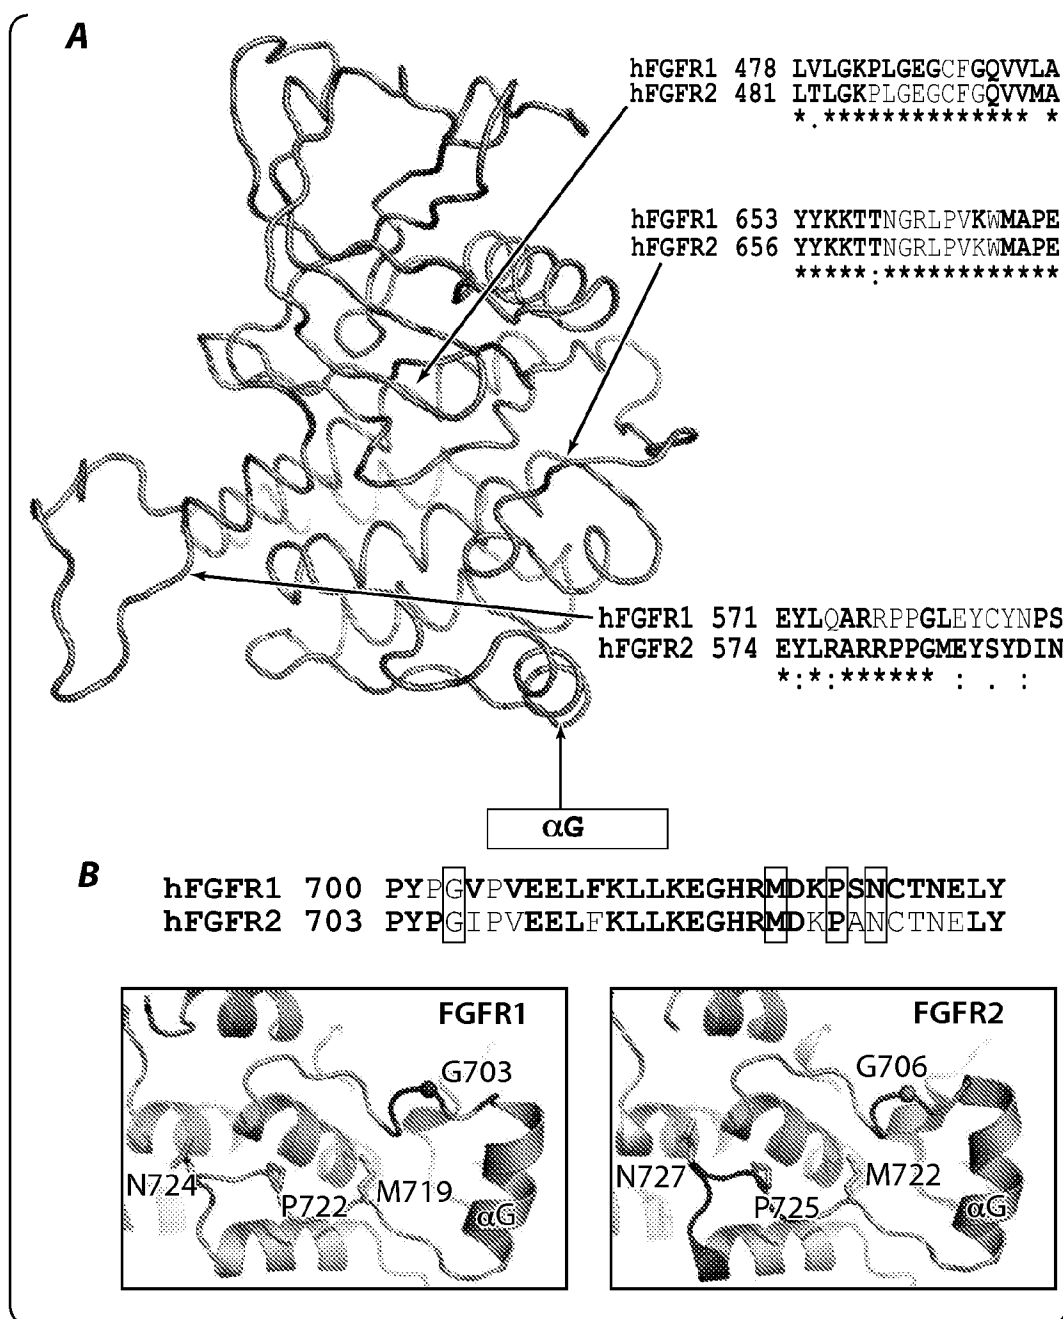 A
hFGFR1 478 LVLGKPLGEGCFGQVVLA
hFGFR2 481 LTLGKPLGEGCFGQVVMA
*.************** *
hFGFR1 653 YYKKTTNGRLPVKWMAPE
hFGFR2 656 YYKKTTNGRLPVKWMAPE
*****:************
hFGFR1 571 EYLQARRPPGLEYCYNPS
hFGFR2 574 EYLRARRPPGMEYSYDIN
*:*:****** : . :
αG
B
hFGFR1 700 PYPGVPVEELFKLLKEGHRMDKPSNCTNELY
hFGFR2 703 PYPGIPVEELFKLLKEGHRMDKPANCTNELY
FGFR1
G703
N724
P722
M719
αG
FGFR2
G706
N727
P725
M722
αG